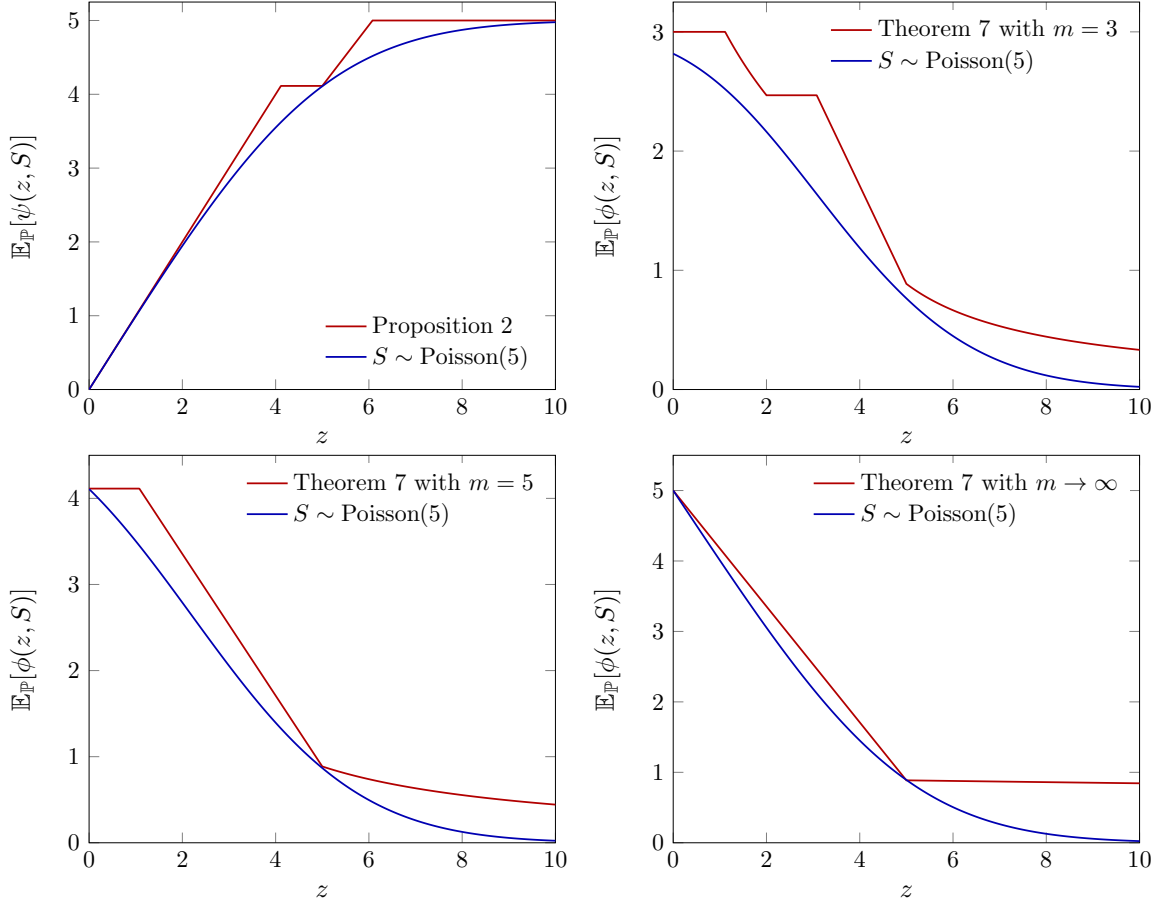 5
4
3
2
1
0
𝔼_ℙ[ψ(z, S)]
Proposition 2
S ∼ Poisson(5)
0 2 4 6 8 10
z
3
2
1
0
𝔼_ℙ[ϕ(z, S)]
Theorem 7 with m = 3
S ∼ Poisson(5)
0 2 4 6 8 10
z
4
3
2
1
0
𝔼_ℙ[ϕ(z, S)]
Theorem 7 with m = 5
S ∼ Poisson(5)
0 2 4 6 8 10
z
5
4
3
2
1
0
𝔼_ℙ[ϕ(z, S)]
Theorem 7 with m → ∞
S ∼ Poisson(5)
0 2 4 6 8 10
z